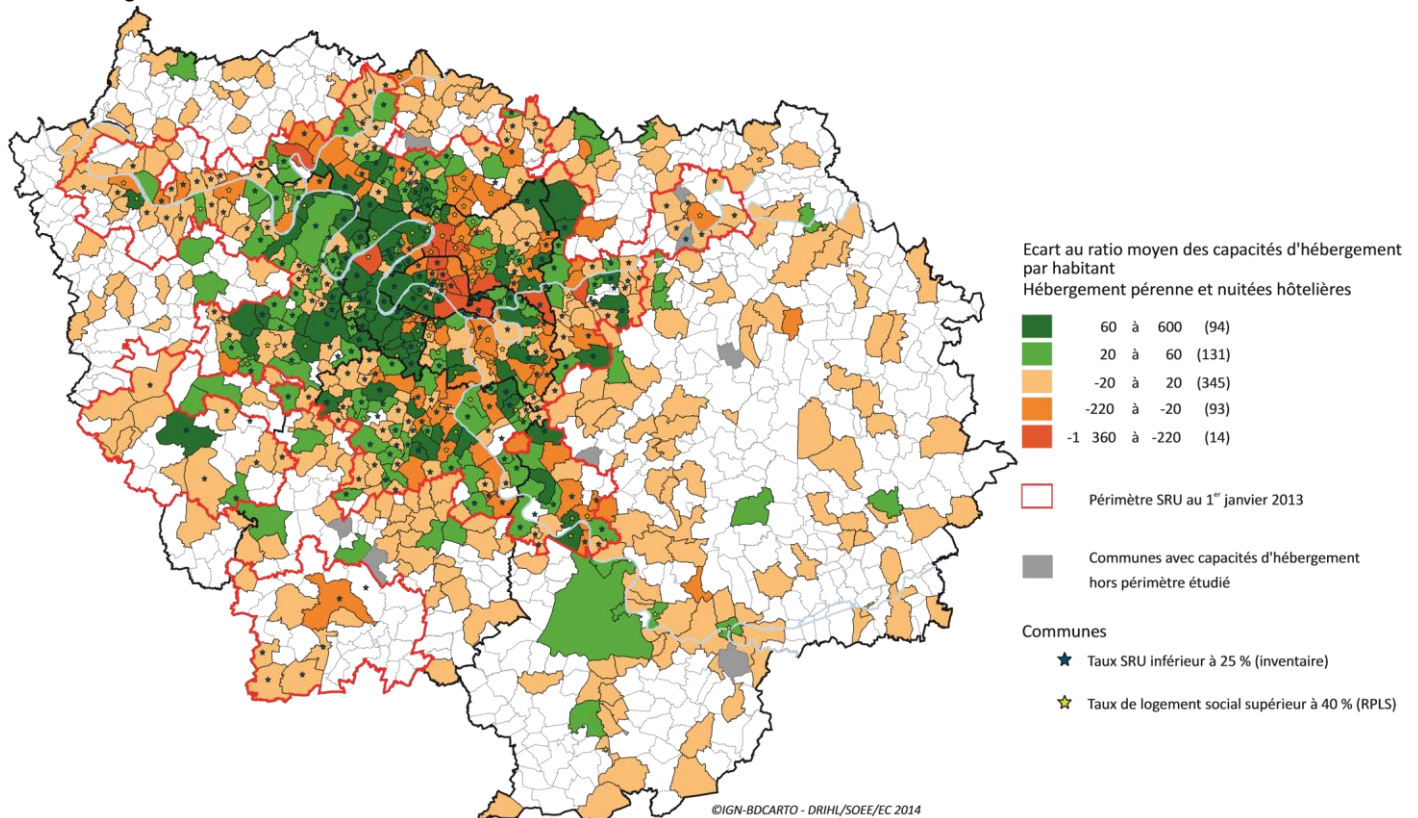 Ecart au ratio moyen des capacités d'hébergement
par habitant
Hébergement pérenne et nuitées hôtelières
60 à 600 (94)
20 à 60 (131)
-20 à 20 (345)
-220 à -20 (93)
-1 360 à -220 (14)
Périmètre SRU au 1er janvier 2013
Communes avec capacités d'hébergement
hors périmètre étudié
Communes
Taux SRU inférieur à 25 % (inventaire)
Taux de logement social supérieur à 40 % (RPLS)
©IGN-BDCARTO - DRIHL/SOEE/EC 2014